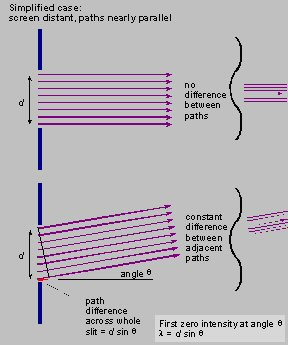 Simplified case:
screen distant, paths nearly parallel
d
no
difference
between
paths
d
constant
difference
between
adjacent
paths
angle θ
path
difference
across whole
slit = d sin θ
First zero intensity at angle θ
λ = d sin θ